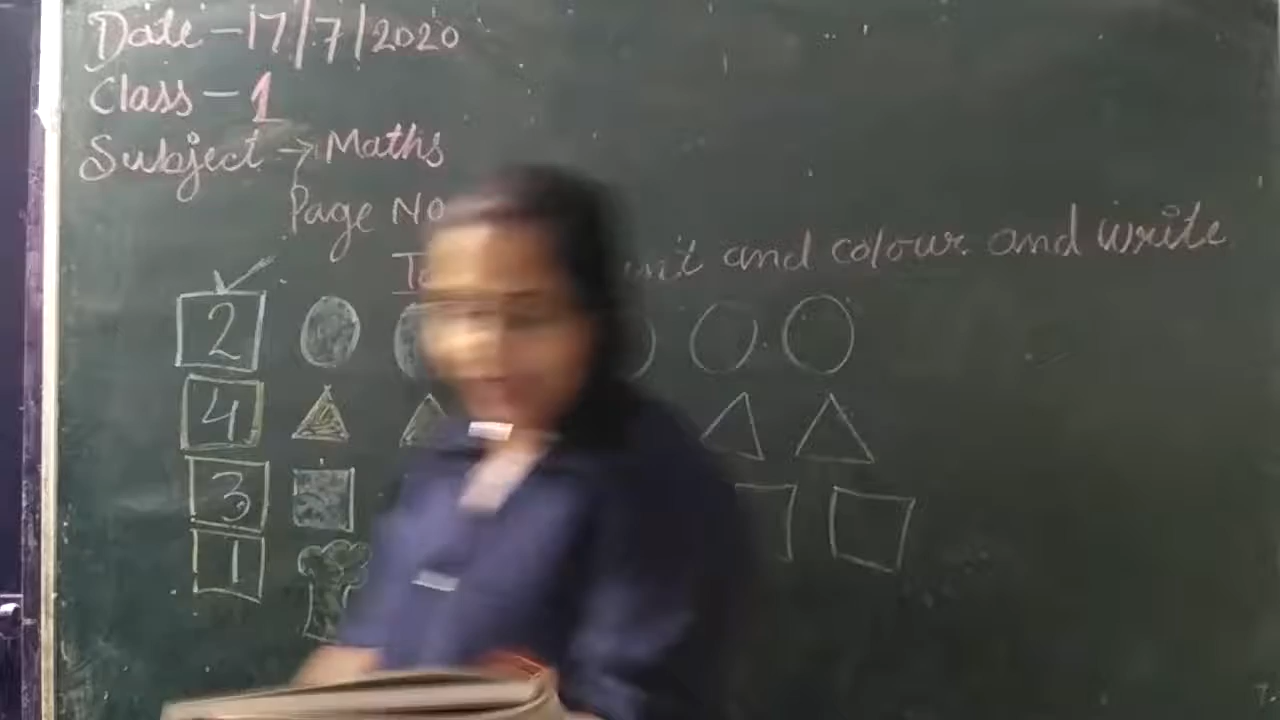 Date - 17/7/2020
Class - 1
Subject → Maths
Page No
and colour and write
2
4
3
1